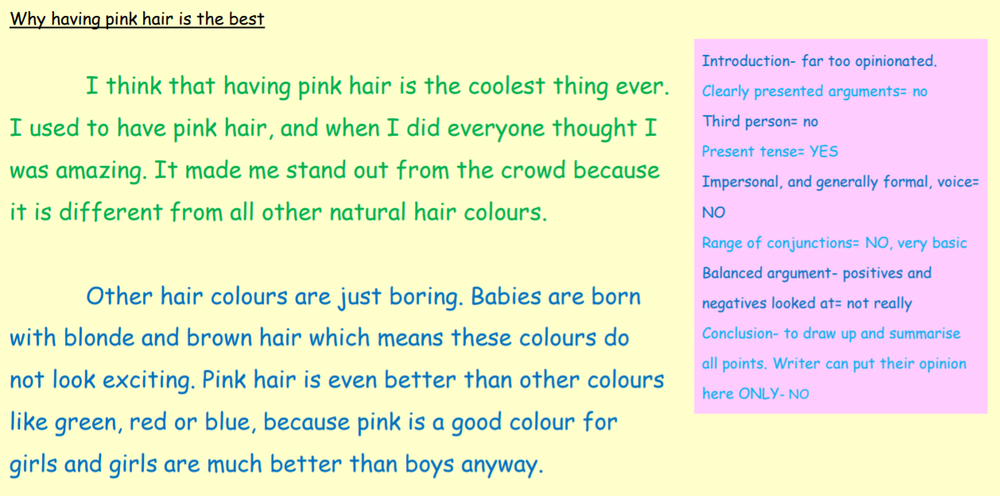 Why having pink hair is the best
I think that having pink hair is the coolest thing ever.
I used to have pink hair, and when I did everyone thought I
was amazing. It made me stand out from the crowd because
it is different from all other natural hair colours.
Other hair colours are just boring. Babies are born
with blonde and brown hair which means these colours do
not look exciting. Pink hair is even better than other colours
like green, red or blue, because pink is a good colour for
girls and girls are much better than boys anyway.
Introduction- far too opinionated.
Clearly presented arguments= no
Third person= no
Present tense= YES
Impersonal, and generally formal, voice=
NO
Range of conjunctions= NO, very basic
Balanced argument- positives and
negatives looked at= not really
Conclusion- to draw up and summarise
all points. Writer can put their opinion
here ONLY- NO